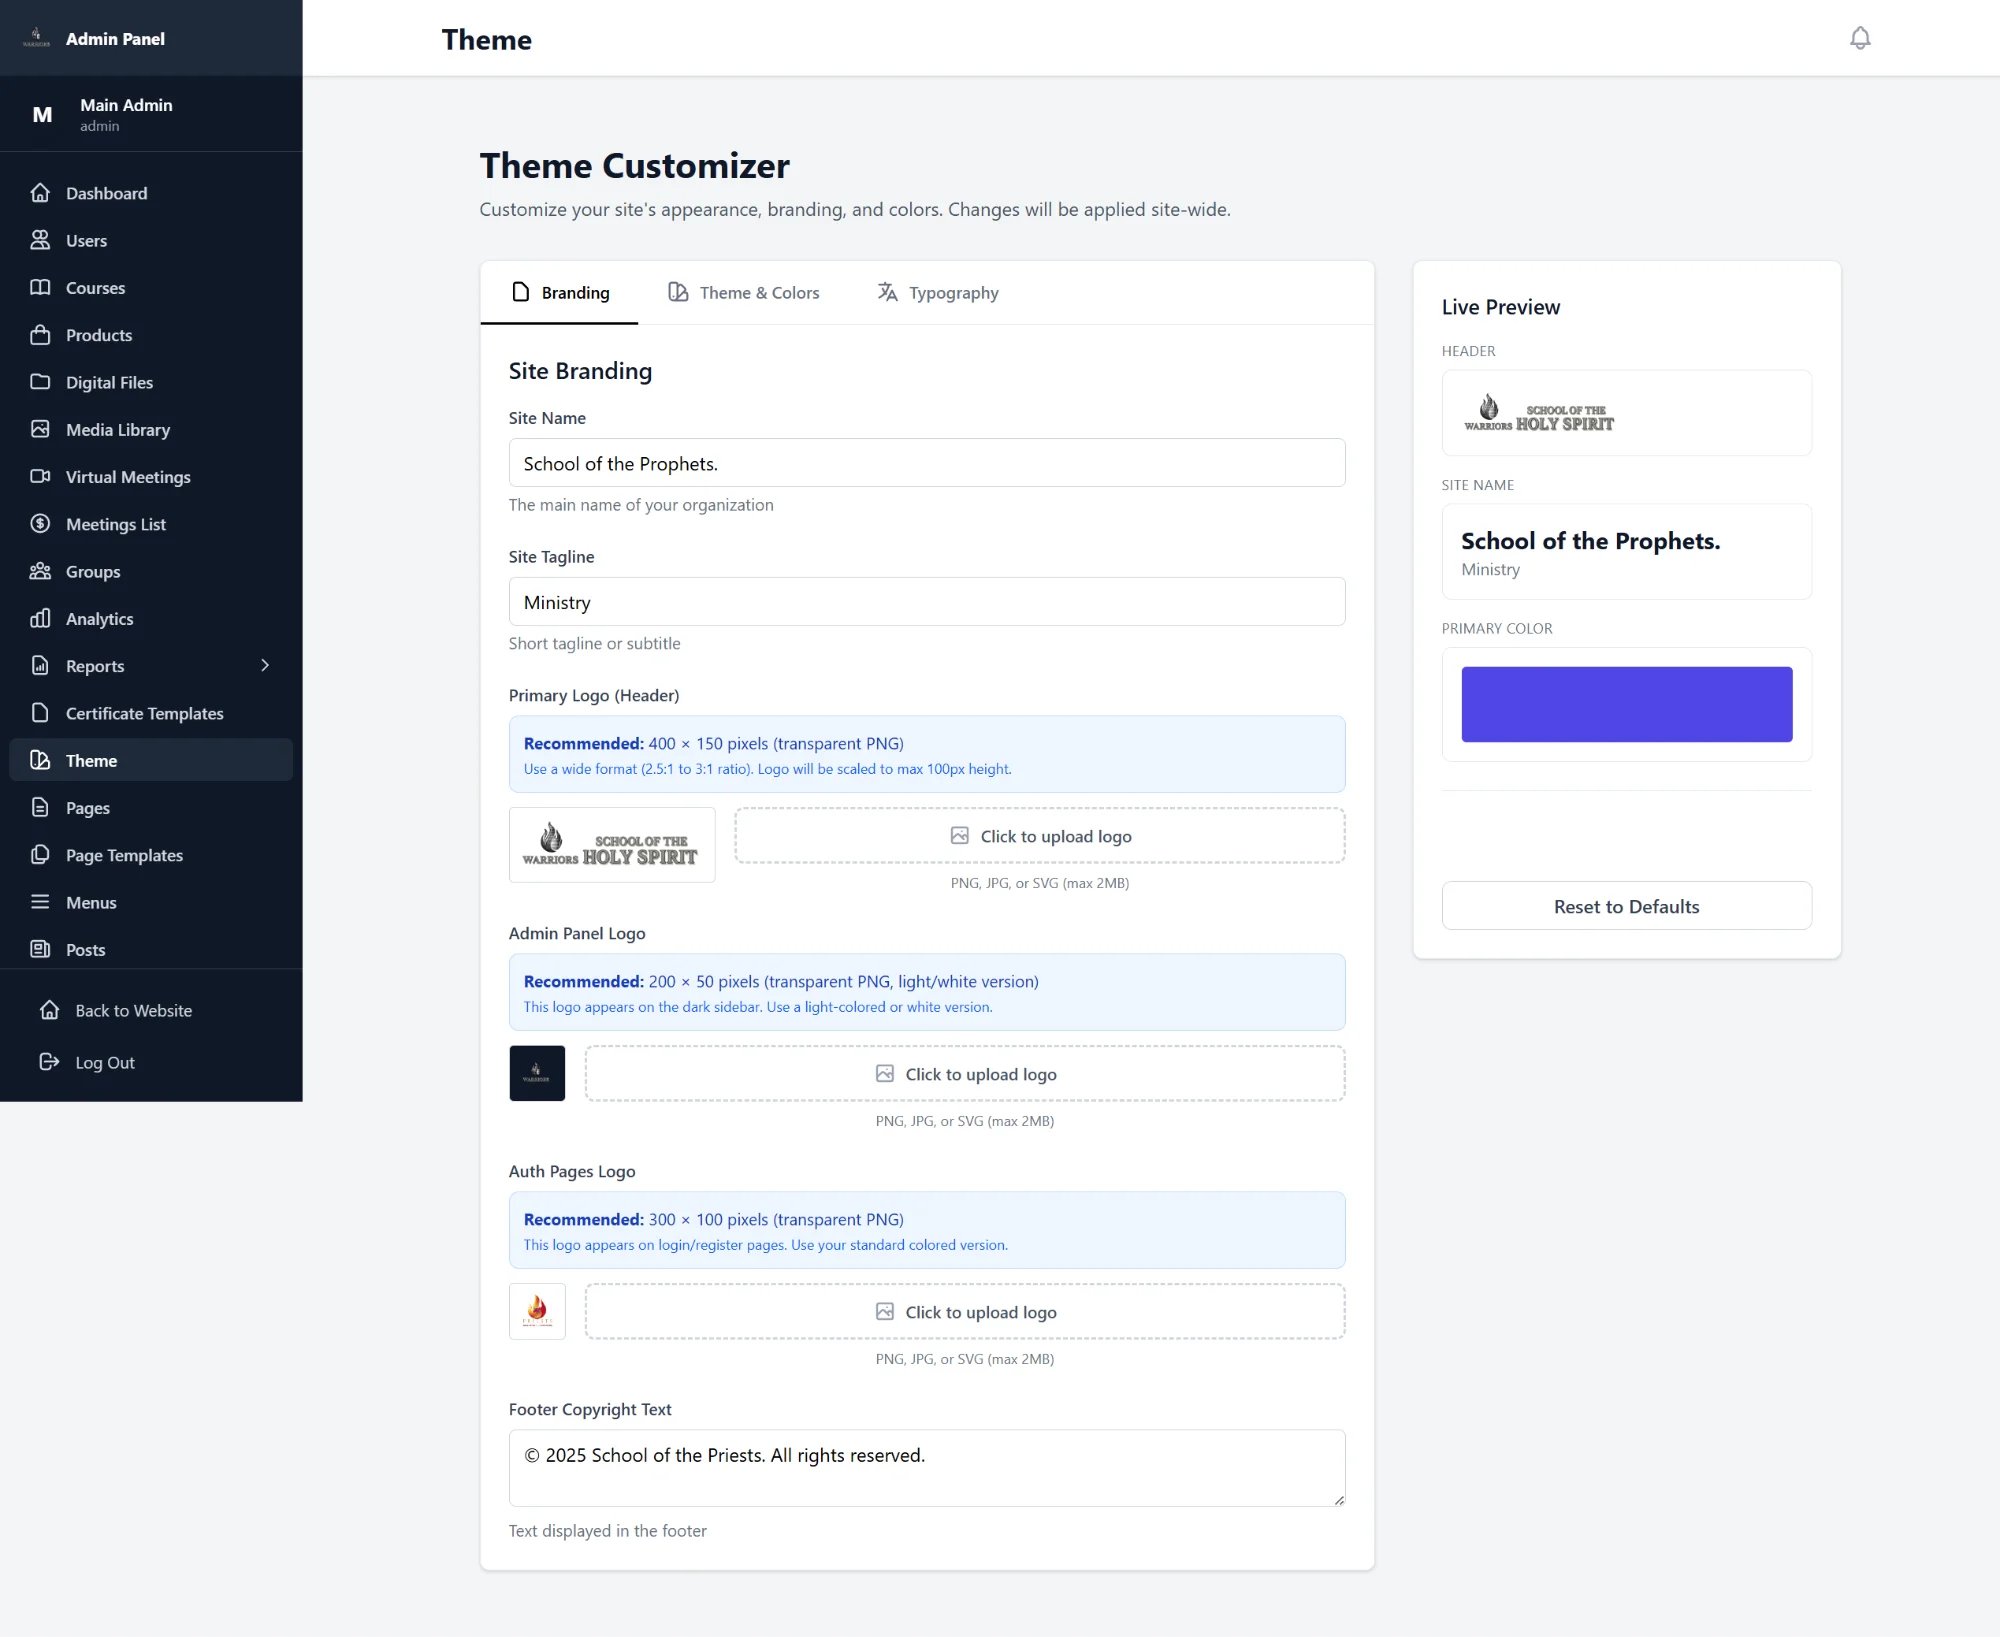 WARRIORS
Admin Panel
M
Main Admin
admin
Dashboard
Users
Courses
Products
Digital Files
Media Library
Virtual Meetings
Meetings List
Groups
Analytics
Reports
Certificate Templates
Theme
Pages
Page Templates
Menus
Posts
Back to Website
Log Out
Theme
Theme Customizer
Customize your site's appearance, branding, and colors. Changes will be applied site-wide.
Branding
Theme & Colors
Typography
Site Branding
Site Name
School of the Prophets.
The main name of your organization
Site Tagline
Ministry
Short tagline or subtitle
Primary Logo (Header)
Recommended: 400 × 150 pixels (transparent PNG)
Use a wide format (2.5:1 to 3:1 ratio). Logo will be scaled to max 100px height.
WARRIORS
SCHOOL OF THE
HOLY SPIRIT
Click to upload logo
PNG, JPG, or SVG (max 2MB)
Admin Panel Logo
Recommended: 200 × 50 pixels (transparent PNG, light/white version)
This logo appears on the dark sidebar. Use a light-colored or white version.
WARRIORS
Click to upload logo
PNG, JPG, or SVG (max 2MB)
Auth Pages Logo
Recommended: 300 × 100 pixels (transparent PNG)
This logo appears on login/register pages. Use your standard colored version.
Click to upload logo
PNG, JPG, or SVG (max 2MB)
Footer Copyright Text
© 2025 School of the Priests. All rights reserved.
Text displayed in the footer
Live Preview
HEADER
WARRIORS
SCHOOL OF THE
HOLY SPIRIT
SITE NAME
School of the Prophets.
Ministry
PRIMARY COLOR
Reset to Defaults